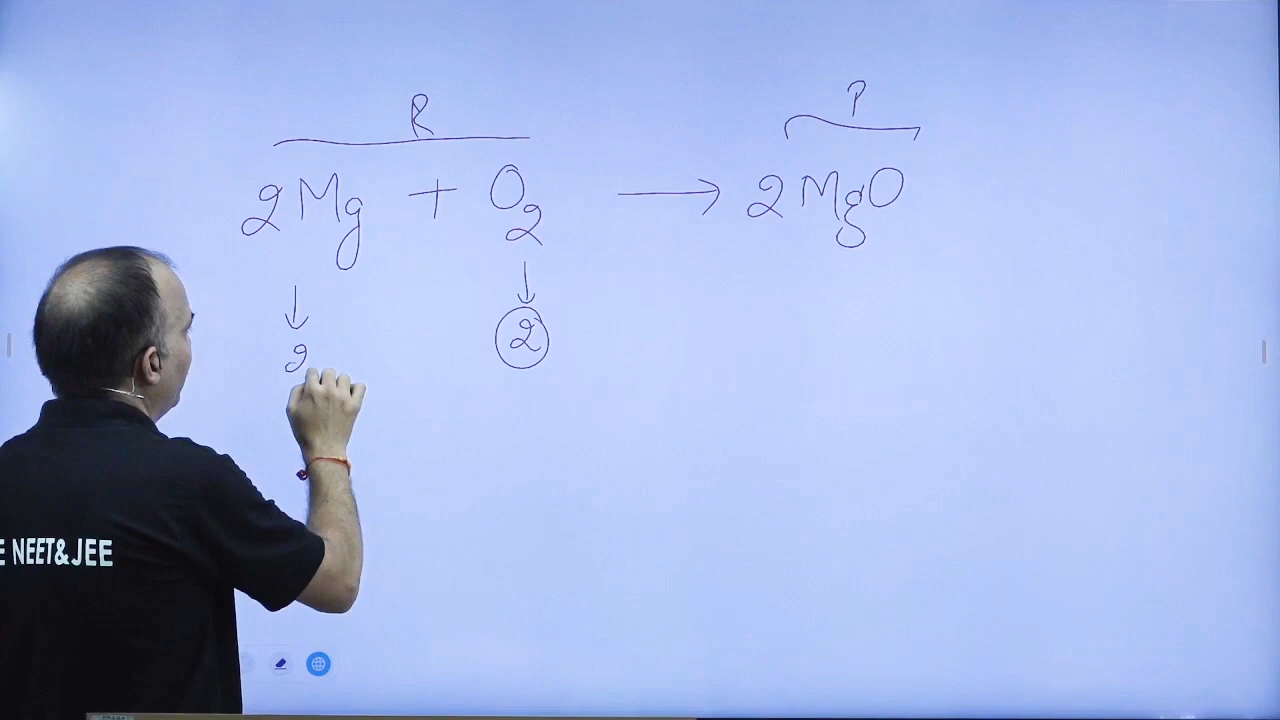 R
P
2Mg + O₂ → 2MgO
↓ ↓
2 2
E NEET&JEE